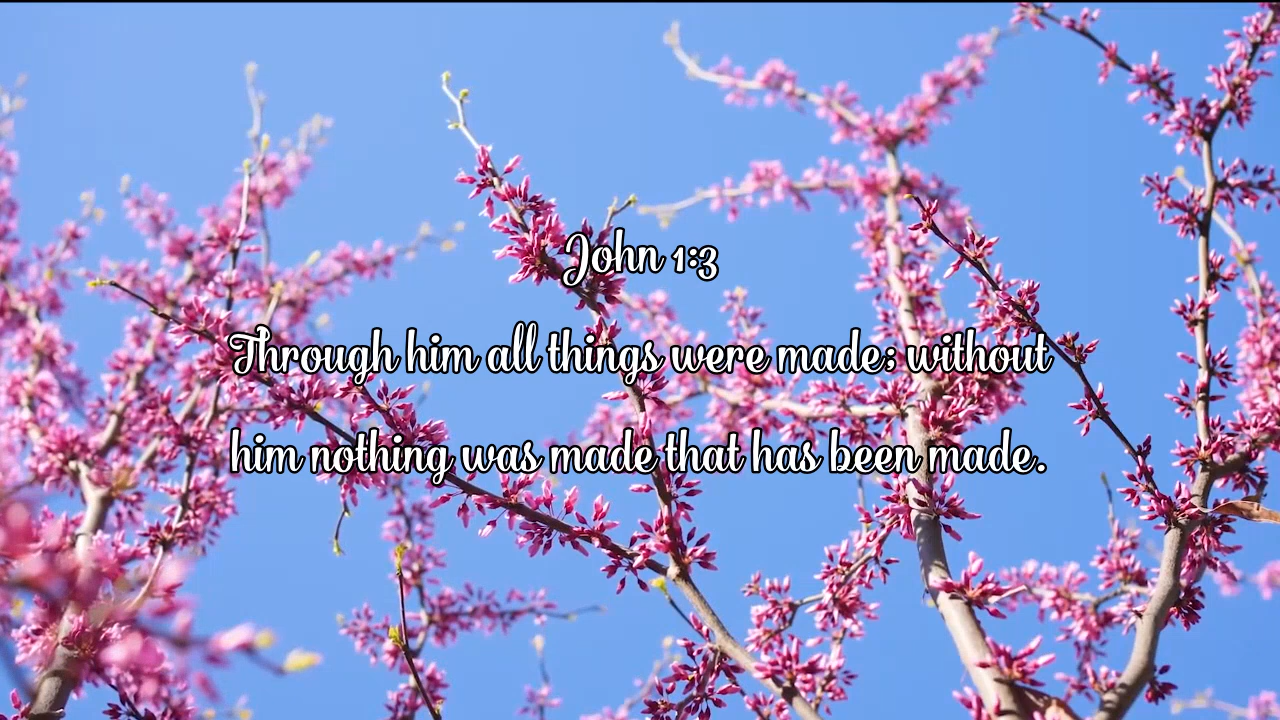 John 1:3
Through him all things were made; without
him nothing was made that has been made.